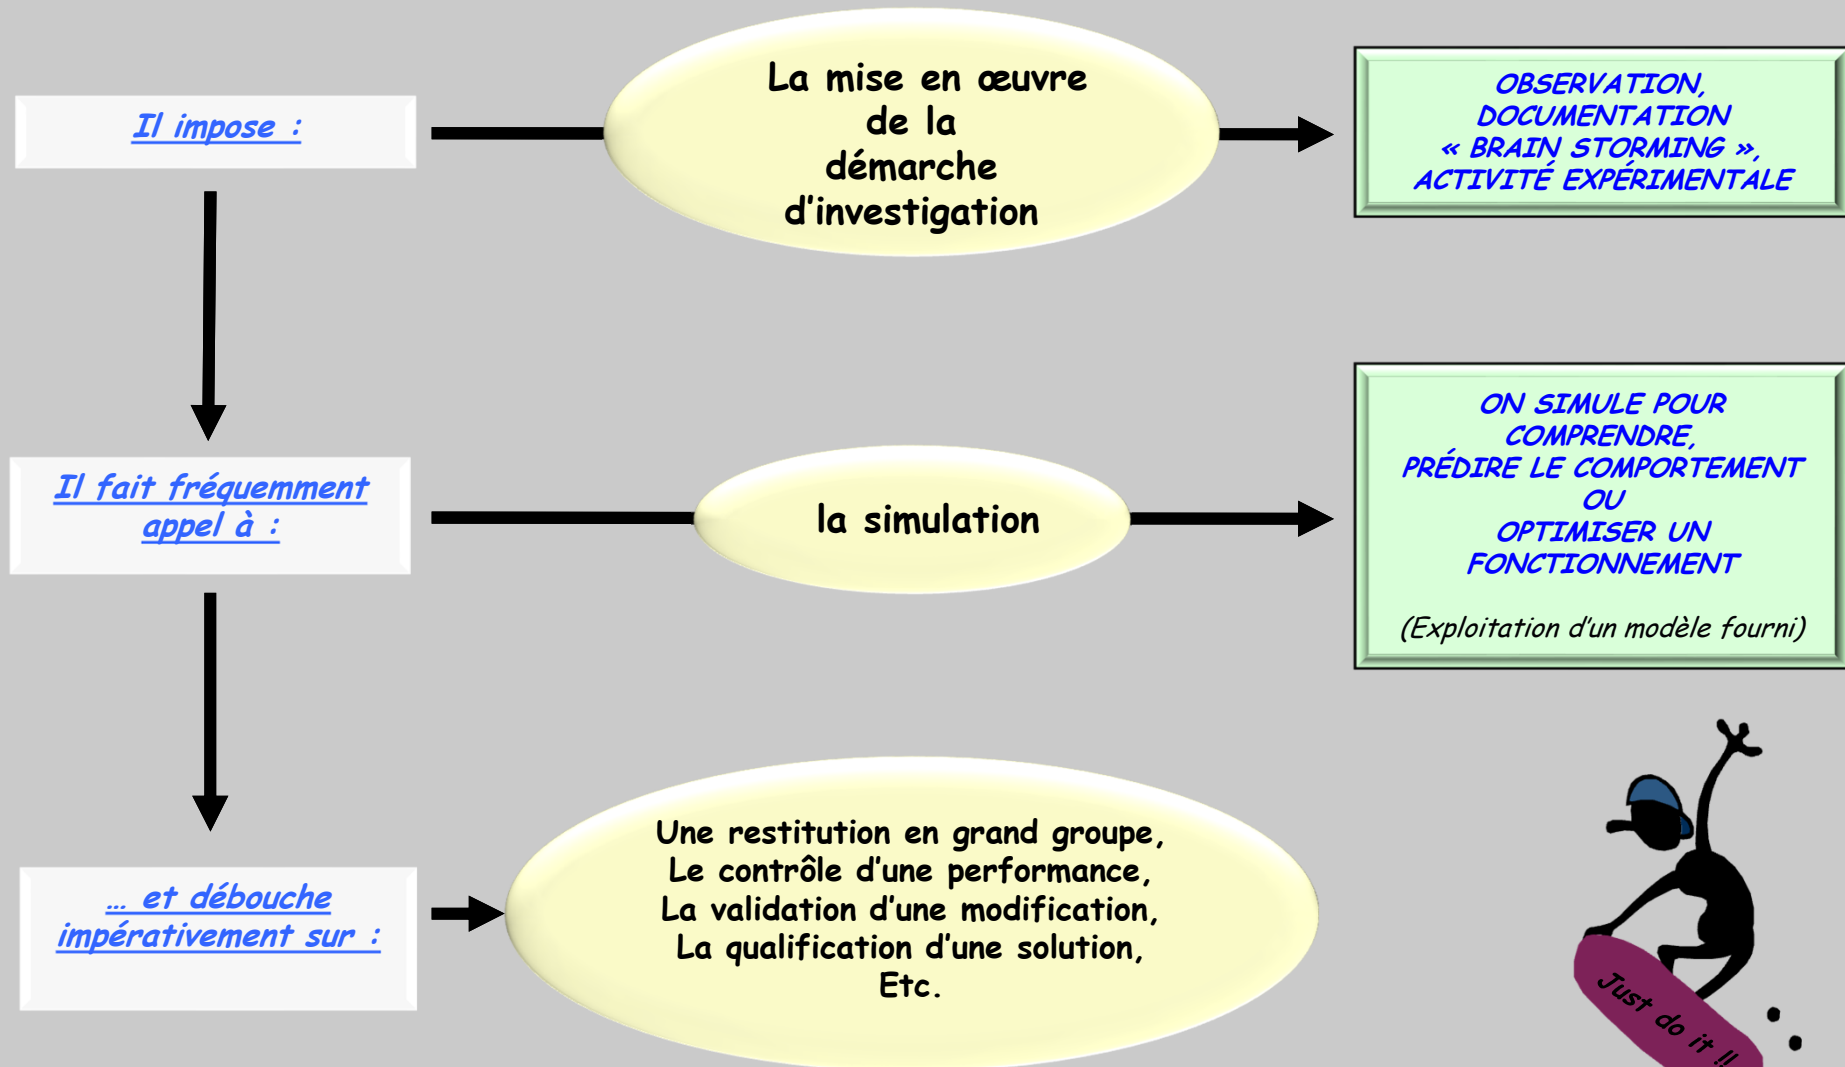 Il impose :
La mise en œuvre
de la
démarche
d'investigation
OBSERVATION,
DOCUMENTATION
« BRAIN STORMING »,
ACTIVITÉ EXPÉRIMENTALE
Il fait fréquemment
appel à :
la simulation
ON SIMULE POUR
COMPRENDRE,
PRÉDIRE LE COMPORTEMENT
OU
OPTIMISER UN
FONCTIONNEMENT
(Exploitation d'un modèle fourni)
... et débouche
impérativement sur :
Une restitution en grand groupe,
Le contrôle d'une performance,
La validation d'une modification,
La qualification d'une solution,
Etc.
Just do it !!